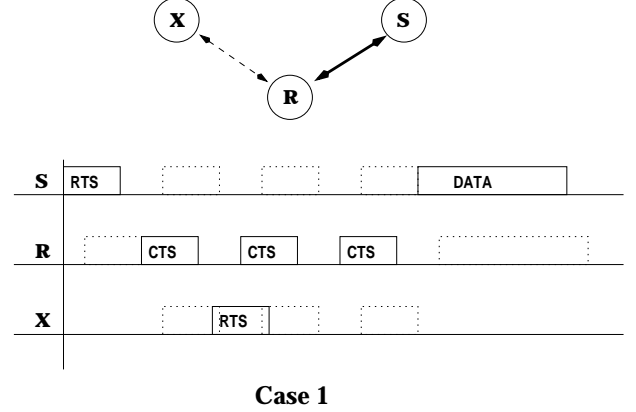 X S
R
S RTS DATA
R CTS CTS CTS
X RTS
Case 1